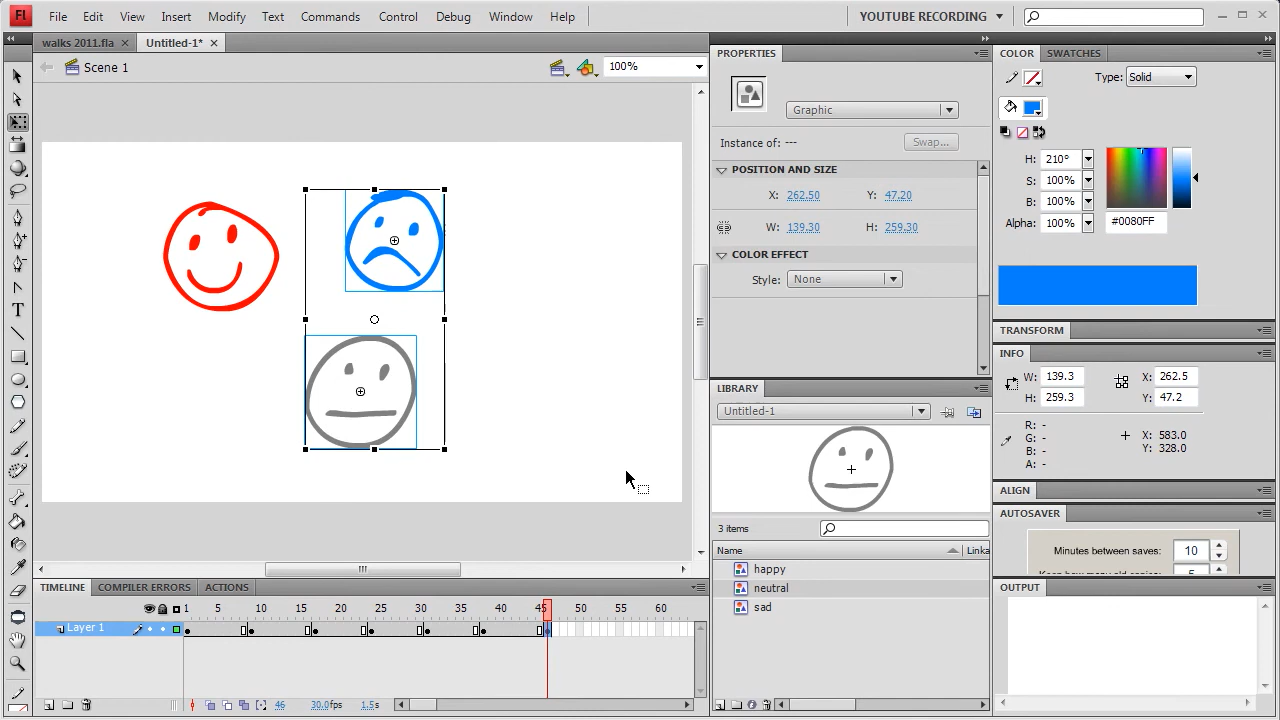 Fl File Edit View Insert Modify Text Commands Control Debug Window Help YOUTUBE RECORDING
walks 2011.fla Untitled-1*
Scene 1 100%
PROPERTIES
Graphic
Instance of: --- Swap...
POSITION AND SIZE
X: 262.50 Y: 47.20
W: 139.30 H: 259.30
COLOR EFFECT
Style: None
LIBRARY
Untitled-1
3 items
Name Linka
happy
neutral
sad
COLOR SWATCHES
Type: Solid
H: 210°
S: 100%
B: 100%
Alpha: 100% #0080FF
TRANSFORM
INFO
W: 139.3 X: 262.5
H: 259.3 Y: 47.2
R: -
G: - X: 583.0
B: - Y: 328.0
A: -
ALIGN
AUTOSAVER
Minutes between saves: 10
OUTPUT
TIMELINE COMPILER ERRORS ACTIONS
1 5 10 15 20 25 30 35 40 45 50 55 60
Layer 1
46 30.0fps 1.5s